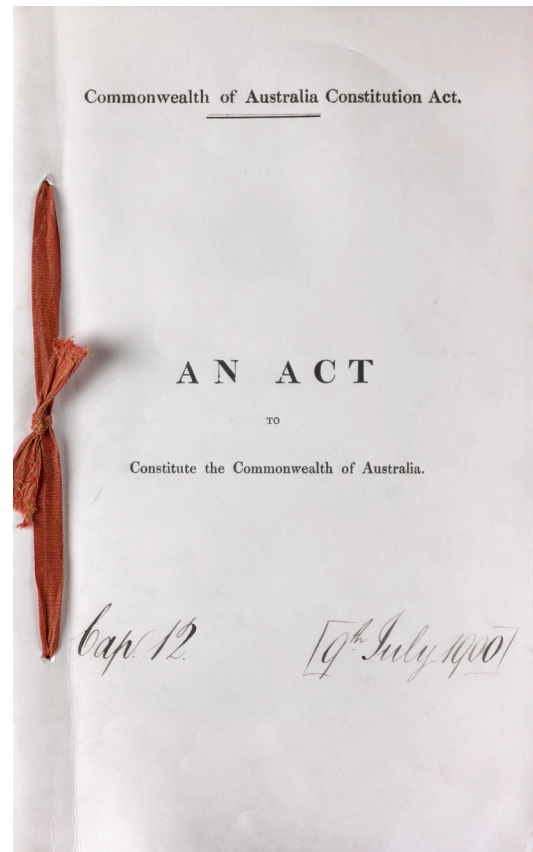 Commonwealth of Australia Constitution Act.
AN ACT
TO
Constitute the Commonwealth of Australia.
Cap. 12. [9th July 1900]